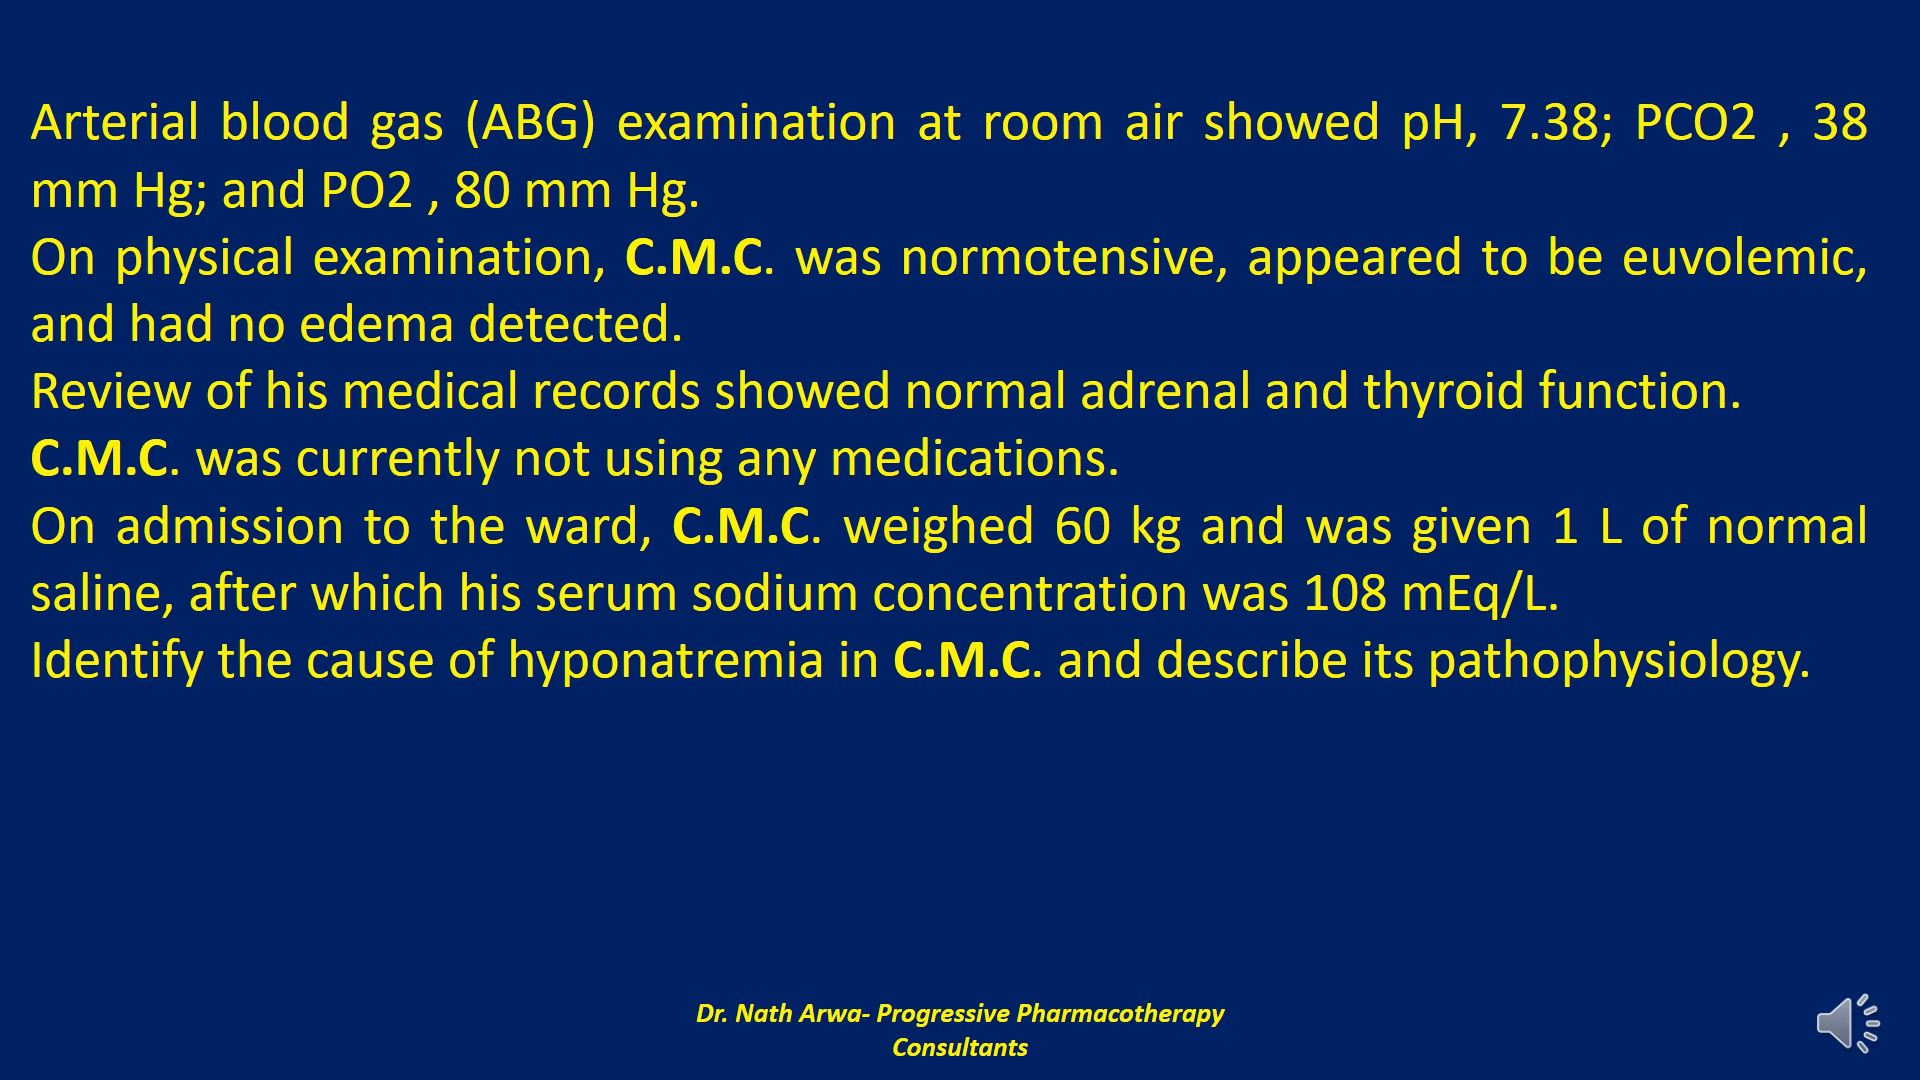 Arterial blood gas (ABG) examination at room air showed pH, 7.38; PCO2 , 38
mm Hg; and PO2 , 80 mm Hg.
On physical examination, C.M.C. was normotensive, appeared to be euvolemic,
and had no edema detected.
Review of his medical records showed normal adrenal and thyroid function.
C.M.C. was currently not using any medications.
On admission to the ward, C.M.C. weighed 60 kg and was given 1 L of normal
saline, after which his serum sodium concentration was 108 mEq/L.
Identify the cause of hyponatremia in C.M.C. and describe its pathophysiology.
Dr. Nath Arwa- Progressive Pharmacotherapy
Consultants